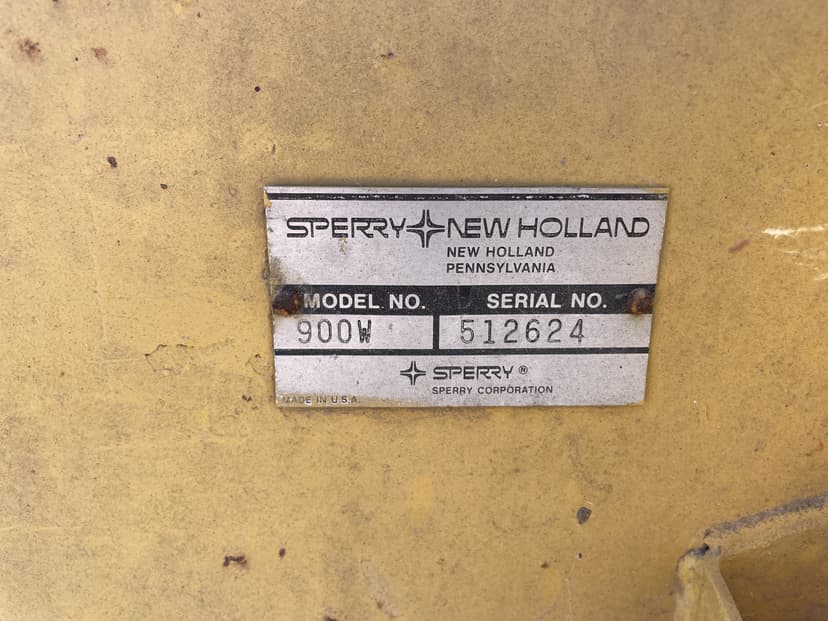 SPERRY NEW HOLLAND
NEW HOLLAND
PENNSYLVANIA
MODEL NO. SERIAL NO.
900W 512624
SPERRY ®
SPERRY CORPORATION
MADE IN U.S.A.